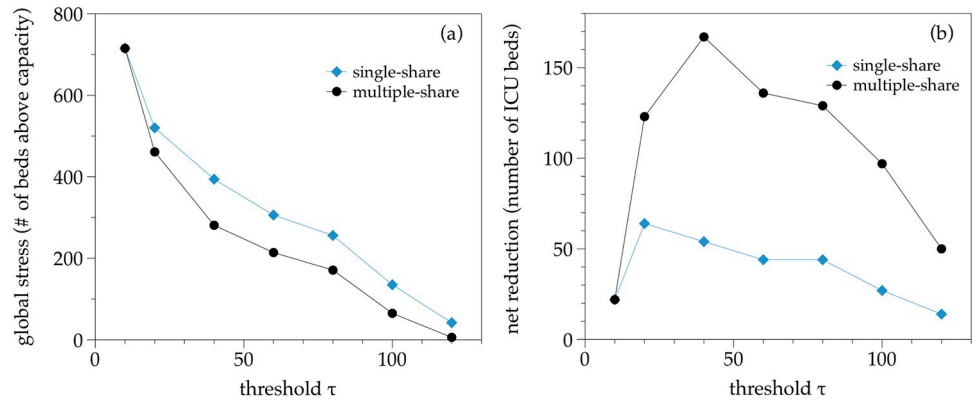 800
600
400
200
0
0
50
100
global stress (# of beds above capacity)
threshold τ
(a)
single-share
multiple-share
150
100
50
0
0
50
100
net reduction (number of ICU beds)
threshold τ
(b)
single-share
multiple-share